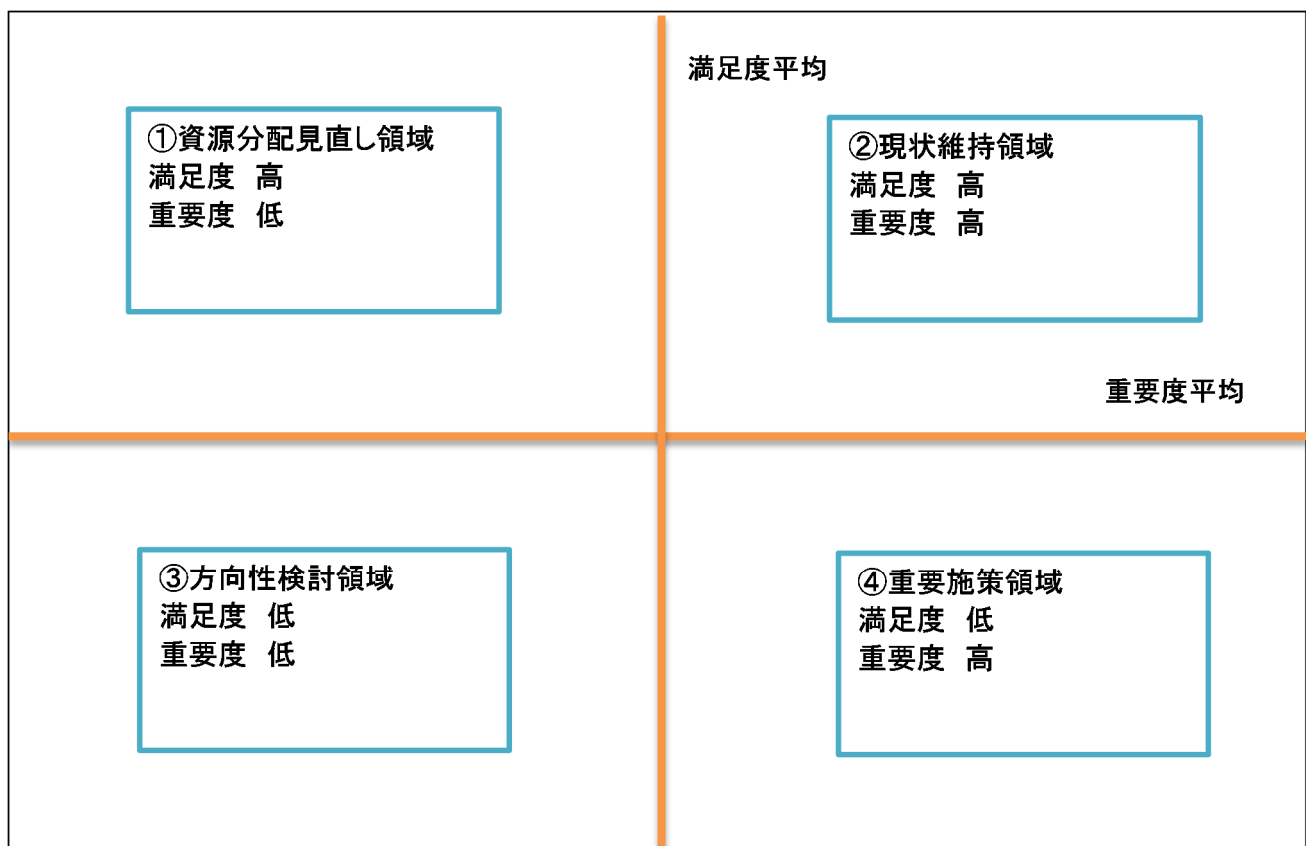 満足度平均
①資源分配見直し領域
満足度 高
重要度 低
②現状維持領域
満足度 高
重要度 高
重要度平均
③方向性検討領域
満足度 低
重要度 低
④重要施策領域
満足度 低
重要度 高